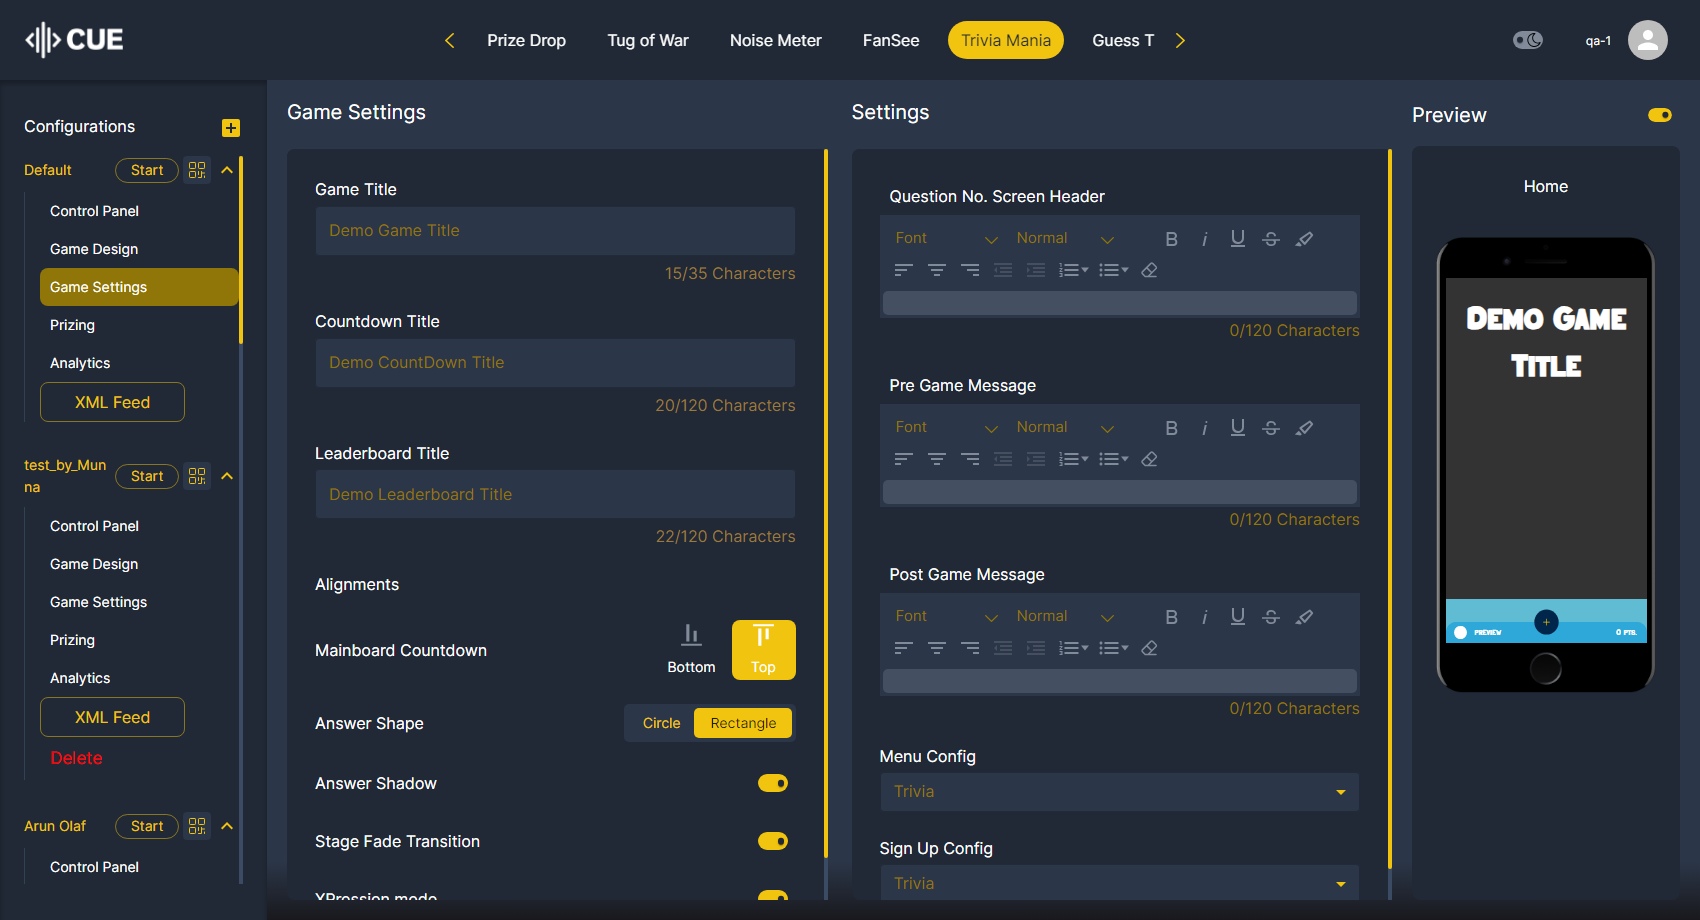 CUE
Prize Drop
Tug of War
Noise Meter
FanSee
Trivia Mania
Guess T
qa-1
Configurations
Default
Start
Control Panel
Game Design
Game Settings
Prizing
Analytics
XML Feed
test_by_Mun
na
Start
Control Panel
Game Design
Game Settings
Prizing
Analytics
XML Feed
Delete
Arun Olaf
Start
Control Panel
Game Settings
Game Title
Demo Game Title
15/35 Characters
Countdown Title
Demo CountDown Title
20/120 Characters
Leaderboard Title
Demo Leaderboard Title
22/120 Characters
Alignments
Mainboard Countdown
Bottom
Top
Answer Shape
Circle
Rectangle
Answer Shadow
Stage Fade Transition
XPression mode
Settings
Question No. Screen Header
Font
Normal
0/120 Characters
Pre Game Message
Font
Normal
0/120 Characters
Post Game Message
Font
Normal
0/120 Characters
Menu Config
Trivia
Sign Up Config
Trivia
Preview
Home
Demo Game
Title
PREVIEW
0 PTS.